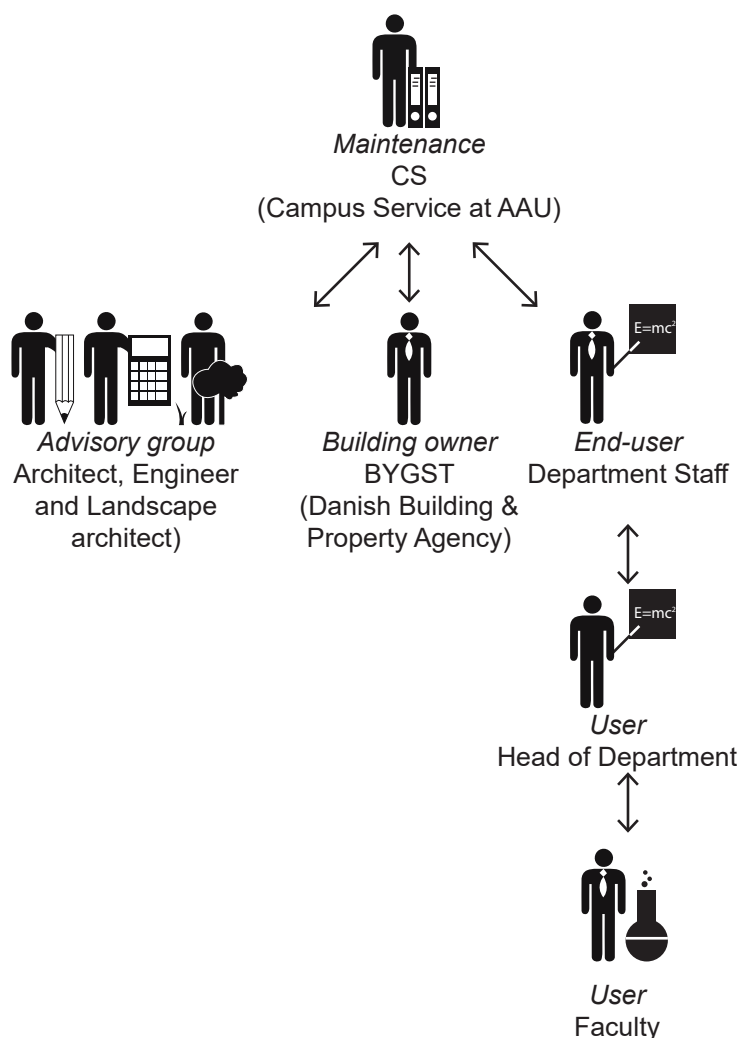 Maintenance
CS
(Campus Service at AAU)
E=mc²
Advisory group
Architect, Engineer
and Landscape
architect)
Building owner
BYGST
(Danish Building &
Property Agency)
End-user
Department Staff
E=mc²
User
Head of Department
User
Faculty